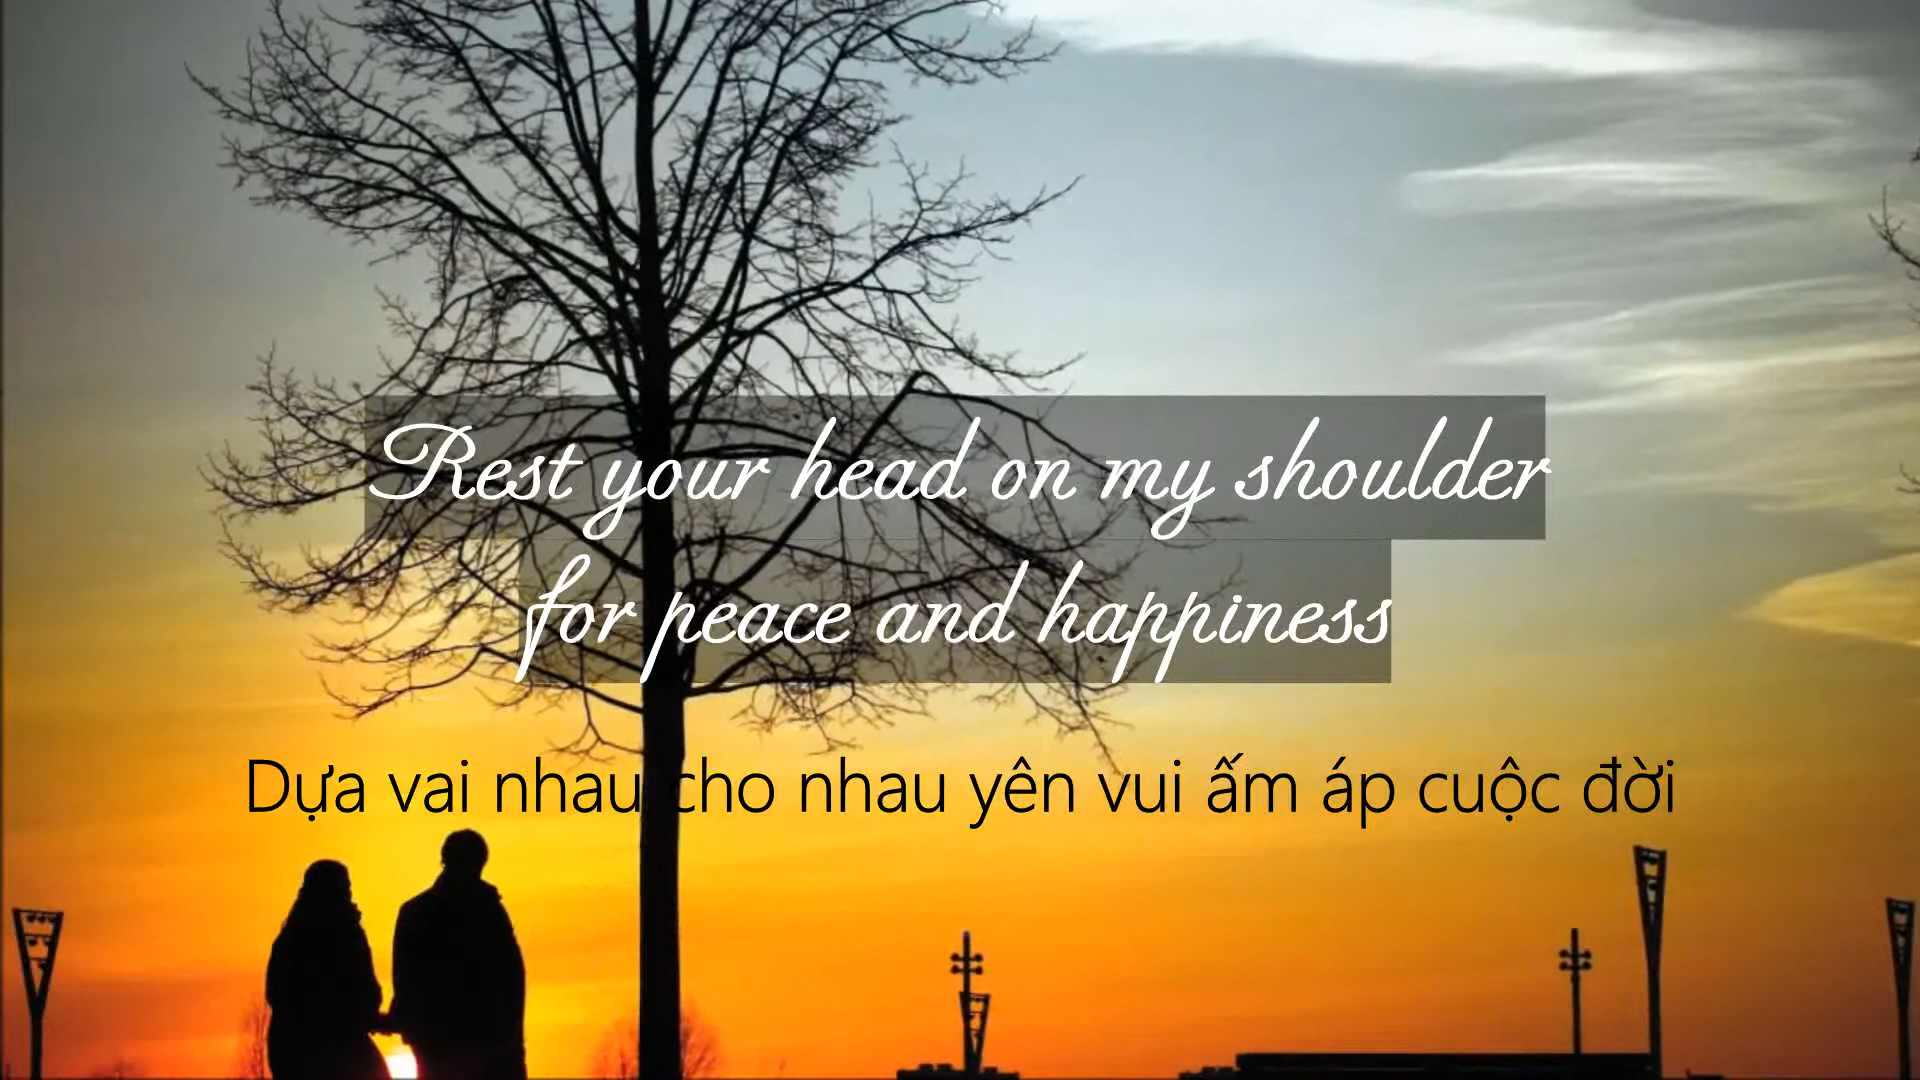 Rest your head on my shoulder
for peace and happiness
Dựa vai nhau cho nhau yên vui ấm áp cuộc đời